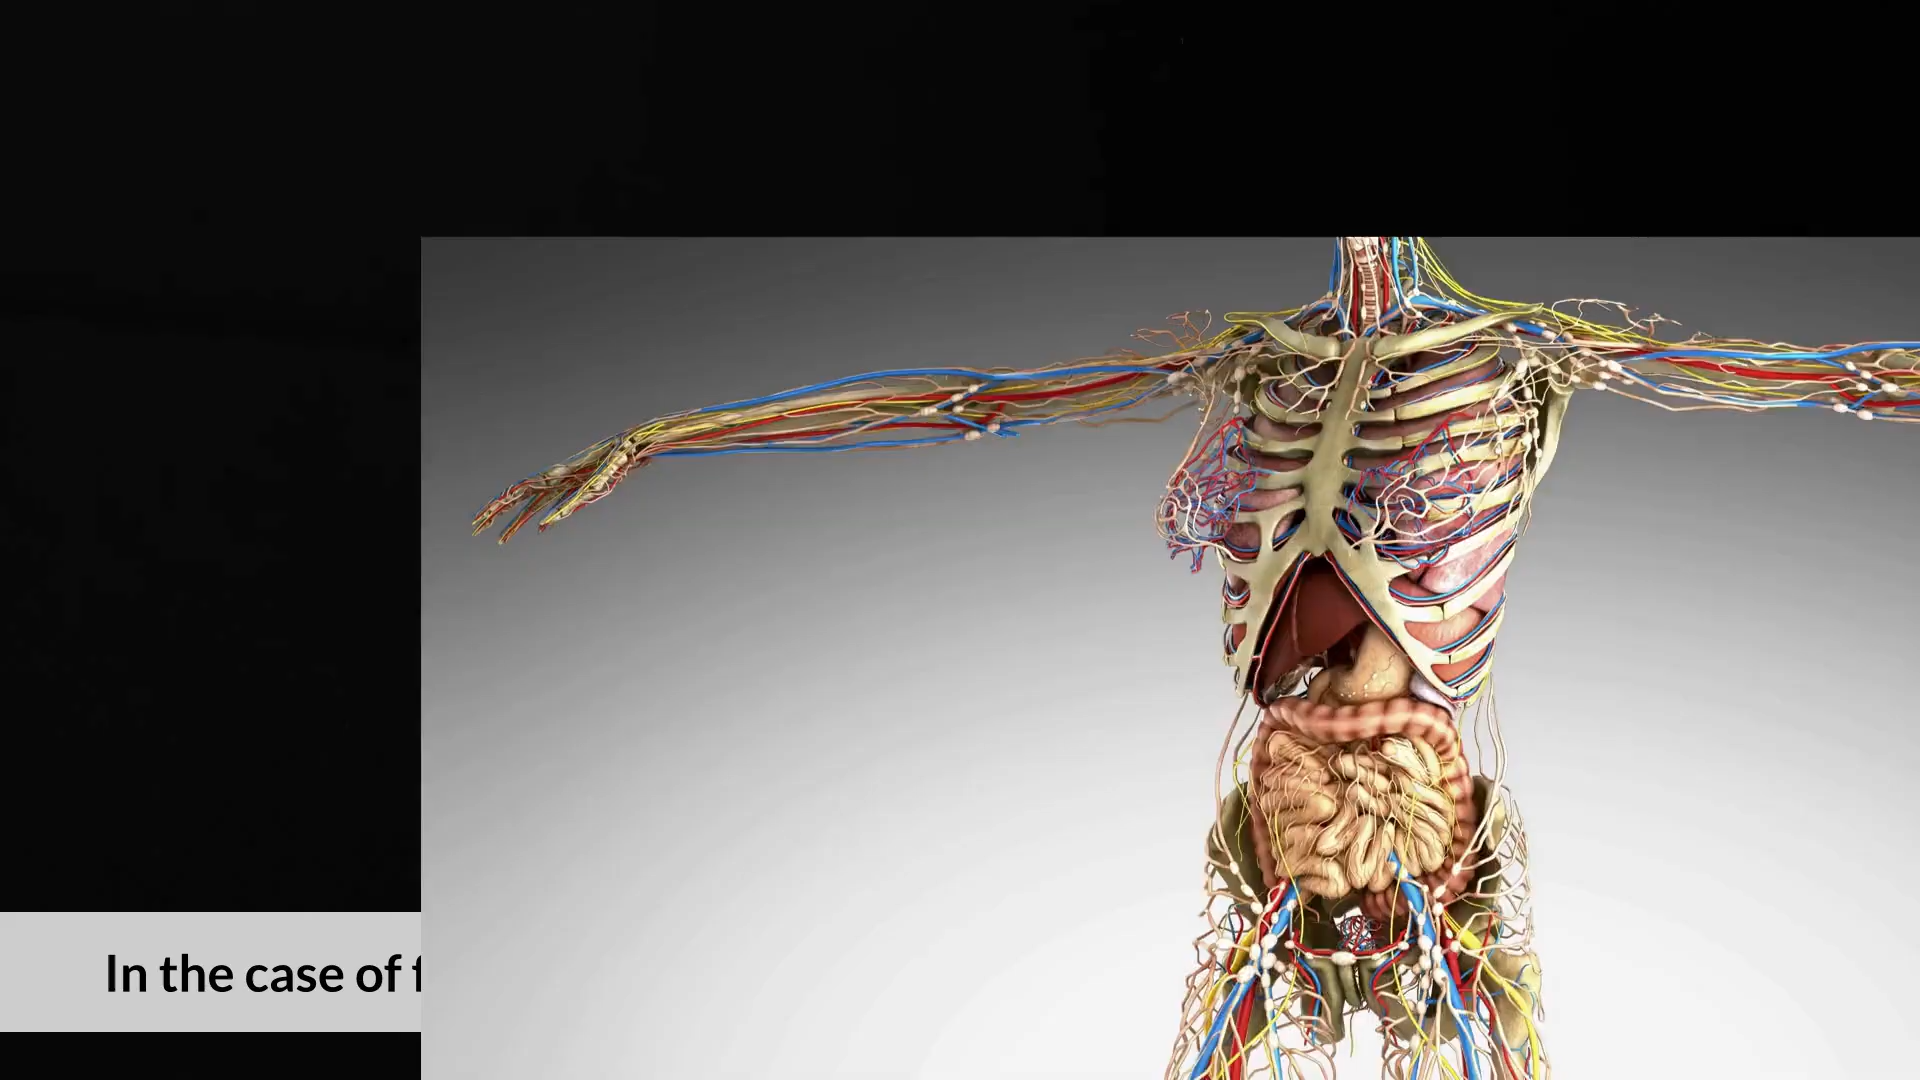 In the case of